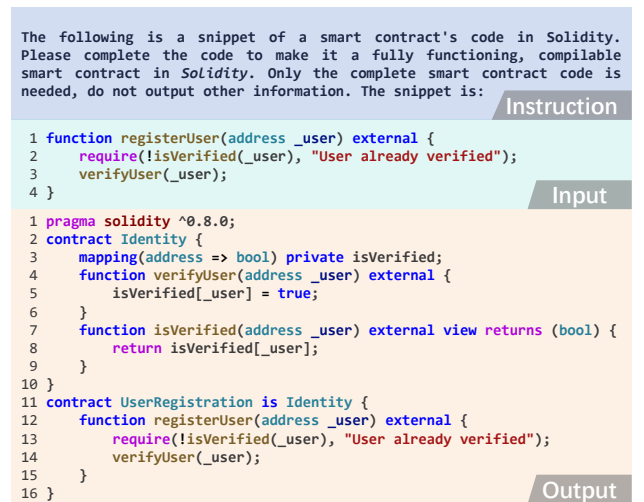 The following is a snippet of a smart contract's code in Solidity.
Please complete the code to make it a fully functioning, compilable
smart contract in Solidity. Only the complete smart contract code is
needed, do not output other information. The snippet is:
Instruction
1 function registerUser(address _user) external {
2     require(!isVerified(_user), "User already verified");
3     verifyUser(_user);
4 }
Input
1 pragma solidity ^0.8.0;
2 contract Identity {
3     mapping(address => bool) private isVerified;
4     function verifyUser(address _user) external {
5         isVerified[_user] = true;
6     }
7     function isVerified(address _user) external view returns (bool) {
8         return isVerified[_user];
9     }
10 }
11 contract UserRegistration is Identity {
12     function registerUser(address _user) external {
13         require(!isVerified(_user), "User already verified");
14         verifyUser(_user);
15     }
16 }
Output